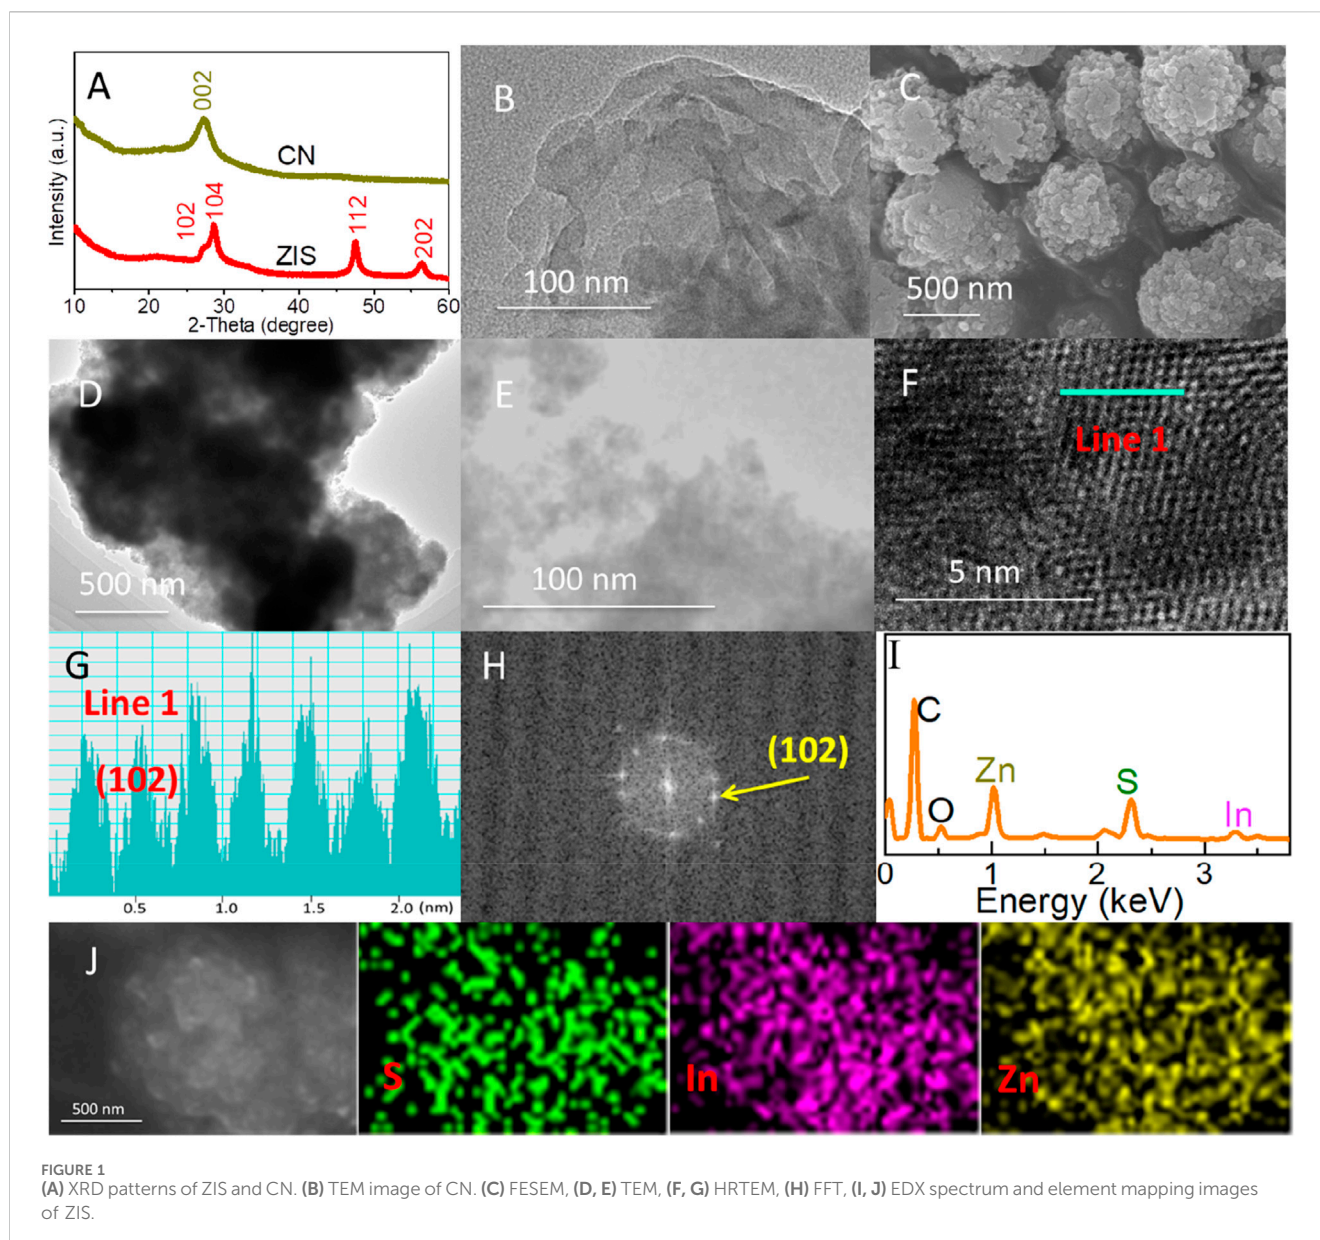 A
002
CN
102
104
ZIS
112
202
Intensity (a.u.)
10 20 30 40 50 60
2-Theta (degree)
B
100 nm
C
500 nm
D
500 nm
E
100 nm
F
Line 1
5 nm
G
Line 1
(102)
0.5 1.0 1.5 2.0 (nm)
H
(102)
I
C
O
Zn
S
In
0 1 2 3
Energy (keV)
J
500 nm
S
In
Zn
FIGURE 1
(A) XRD patterns of ZIS and CN. (B) TEM image of CN. (C) FESEM, (D, E) TEM, (F, G) HRTEM, (H) FFT, (I, J) EDX spectrum and element mapping images
of ZIS.